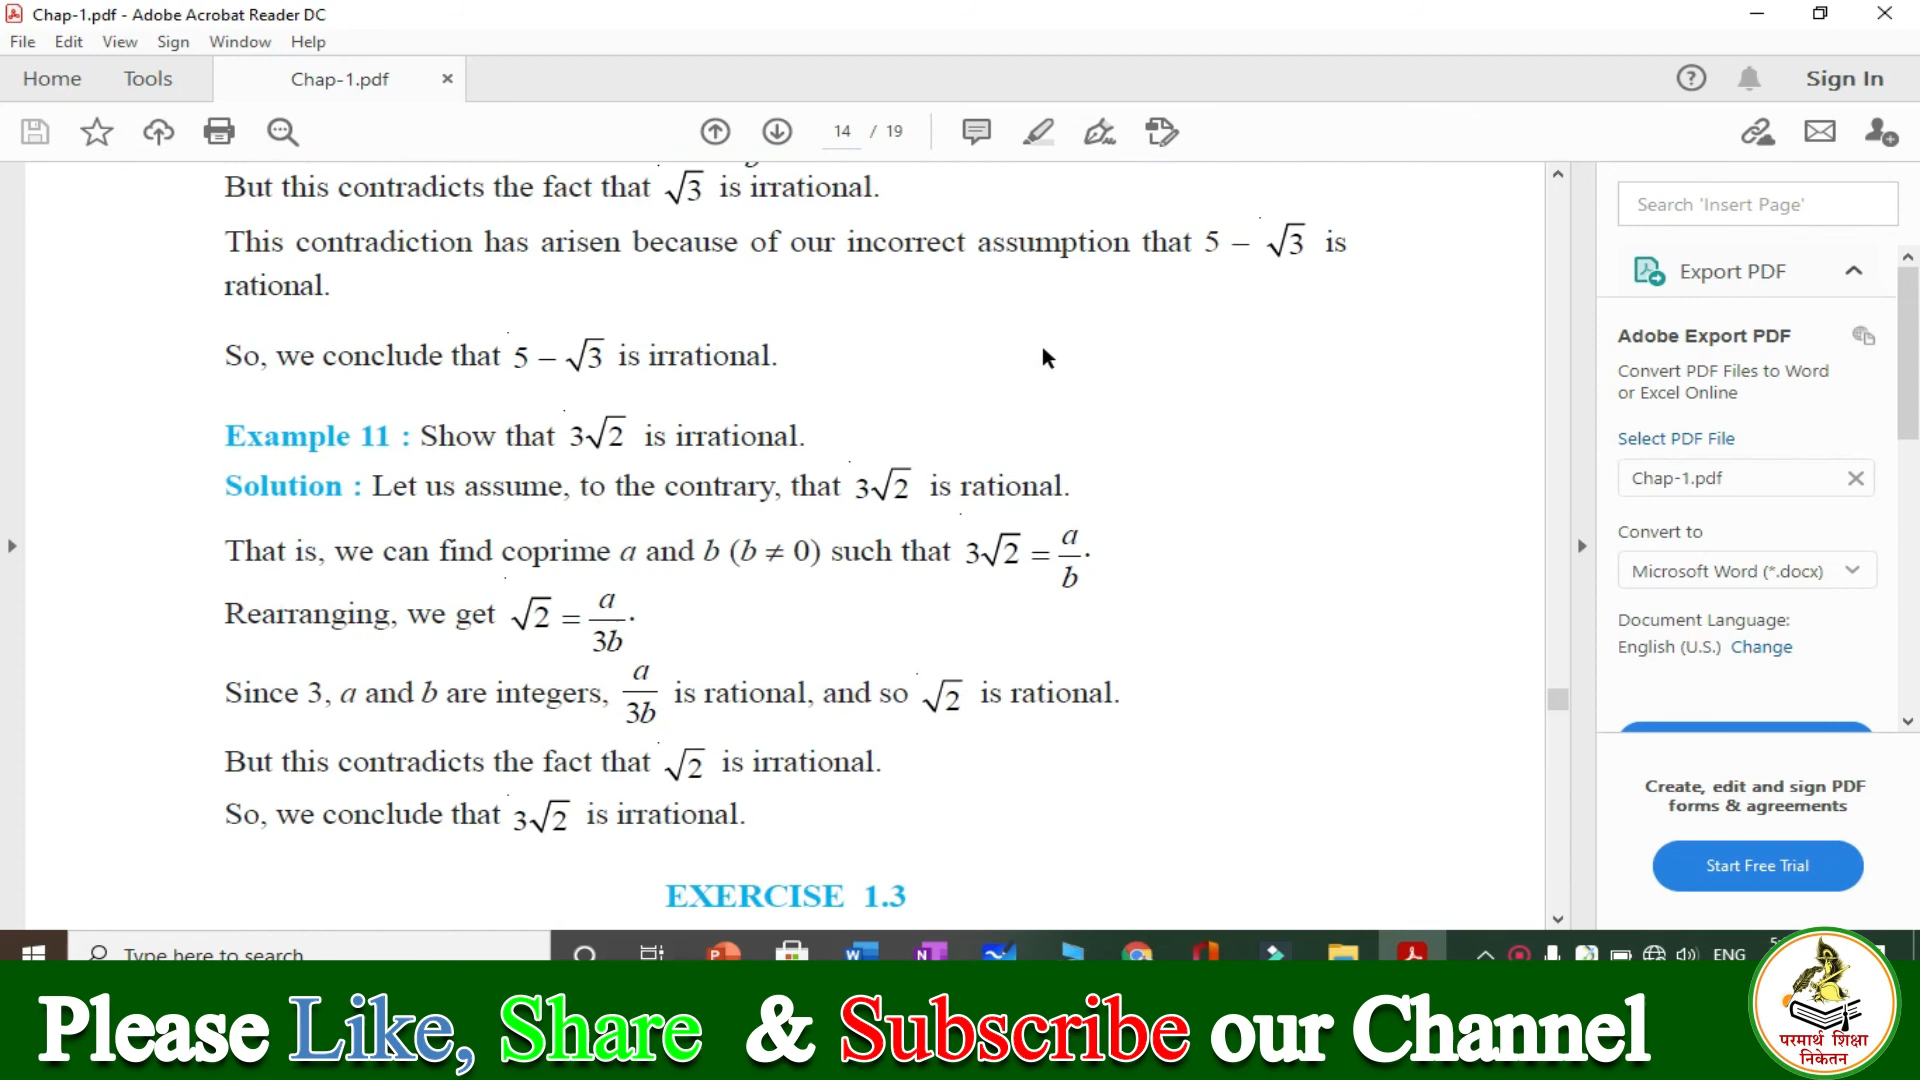 Chap-1.pdf - Adobe Acrobat Reader DC
File Edit View Sign Window Help
Home Tools Chap-1.pdf × Sign In
14 / 19
But this contradicts the fact that √3 is irrational.
This contradiction has arisen because of our incorrect assumption that 5 – √3 is
rational.
So, we conclude that 5 – √3 is irrational.
Example 11 : Show that 3√2 is irrational.
Solution : Let us assume, to the contrary, that 3√2 is rational.
That is, we can find coprime a and b (b ≠ 0) such that 3√2 = a/b.
Rearranging, we get √2 = a/3b.
Since 3, a and b are integers, a/3b is rational, and so √2 is rational.
But this contradicts the fact that √2 is irrational.
So, we conclude that 3√2 is irrational.
EXERCISE 1.3
Search 'Insert Page'
Export PDF
Adobe Export PDF
Convert PDF Files to Word
or Excel Online
Select PDF File
Chap-1.pdf
Convert to
Microsoft Word (*.docx)
Document Language:
English (U.S.) Change
Create, edit and sign PDF
forms & agreements
Start Free Trial
Type here to search
ENG
Please Like, Share & Subscribe our Channel
परमार्थ शिक्षा
निकेतन